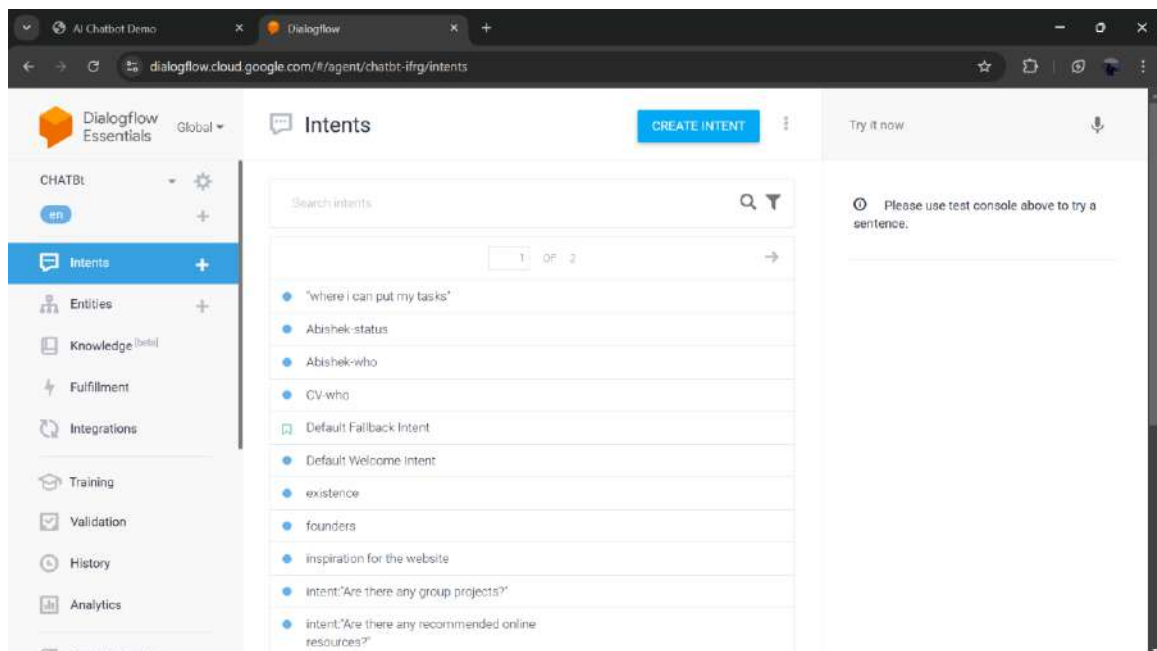 AI Chatbot Demo
Dialogflow
dialogflow.cloud.google.com/#/agent/chatbt-ifrg/intents
Dialogflow
Essentials
Global
Intents
CREATE INTENT
Try it now
CHATBt
en
Search intents
Please use test console above to try a
sentence.
Intents
1 OF 2
Entities
"where i can put my tasks"
Abishek-status
Knowledge [beta]
Abishek-who
Fulfillment
CV-who
Integrations
Default Fallback Intent
Default Welcome Intent
Training
existence
Validation
founders
History
inspiration for the website
intent:"Are there any group projects?"
Analytics
intent:"Are there any recommended online
resources?"